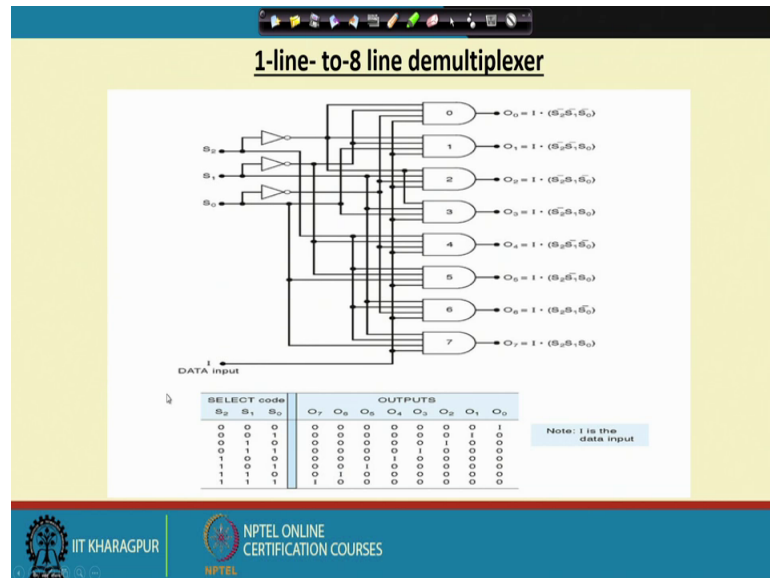 1-line- to-8 line demultiplexer
0 O₀ = I · (S̅₂S̅₁S̅₀)
S₂ 1 O₁ = I · (S̅₂S̅₁S₀)
S₁ 2 O₂ = I · (S̅₂S₁S̅₀)
S₀ 3 O₃ = I · (S̅₂S₁S₀)
4 O₄ = I · (S₂S̅₁S̅₀)
5 O₅ = I · (S₂S̅₁S₀)
6 O₆ = I · (S₂S₁S̅₀)
7 O₇ = I · (S₂S₁S₀)
I
DATA input
SELECT code OUTPUTS
S₂ S₁ S₀ O₇ O₆ O₅ O₄ O₃ O₂ O₁ O₀
0 0 0 0 0 0 0 0 0 0 I
0 0 1 0 0 0 0 0 0 I 0
0 1 0 0 0 0 0 0 I 0 0
0 1 1 0 0 0 0 I 0 0 0
1 0 0 0 0 0 I 0 0 0 0
1 0 1 0 0 I 0 0 0 0 0
1 1 0 0 I 0 0 0 0 0 0
1 1 1 I 0 0 0 0 0 0 0
Note: I is the
data input
IIT KHARAGPUR
NPTEL
NPTEL ONLINE
CERTIFICATION COURSES